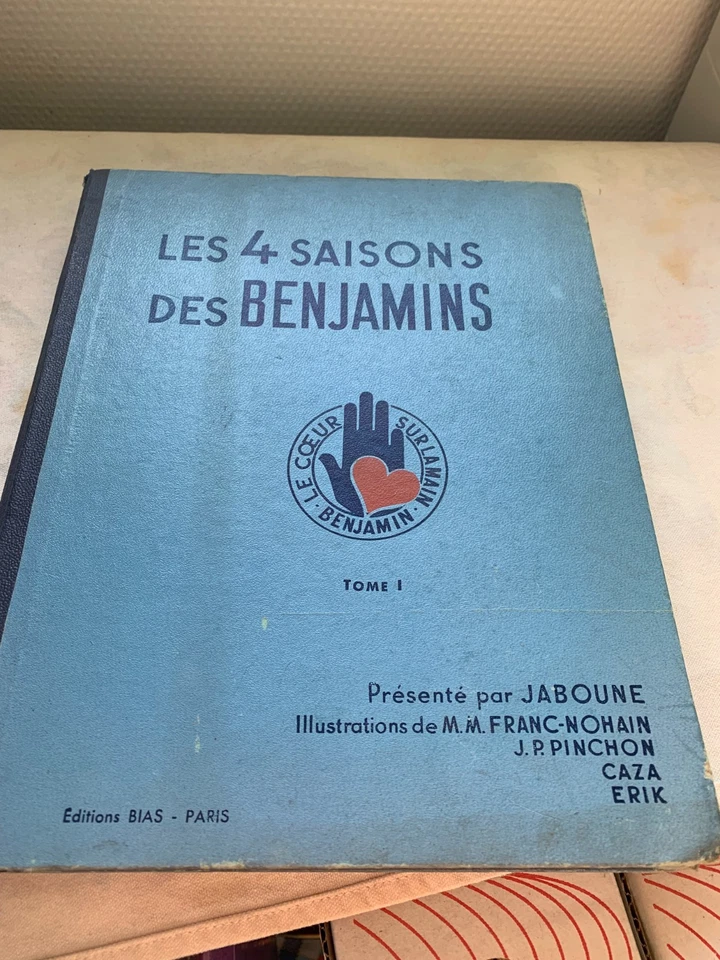 LES 4 SAISONS
DES BENJAMINS
LE CŒUR SUR LA MAIN
· BENJAMIN ·
TOME I
Présenté par JABOUNE
Illustrations de M.M. FRANC-NOHAIN
J.P. PINCHON
CAZA
ERIK
Éditions BIAS - PARIS